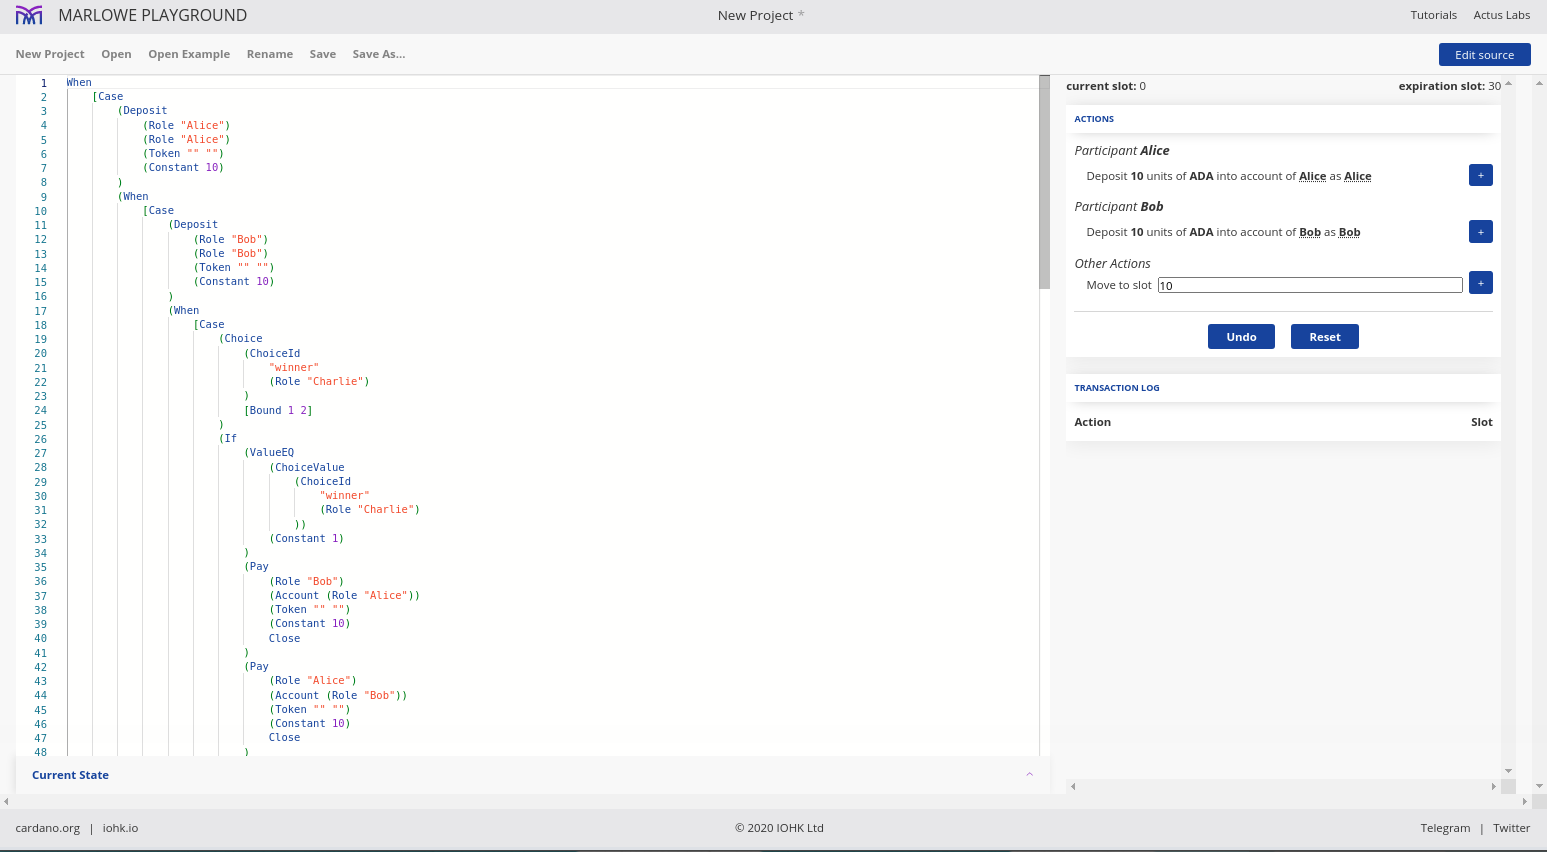 MARLOWE PLAYGROUND
New Project *
Tutorials Actus Labs
New Project Open Open Example Rename Save Save As...
Edit source
1 When
2 [Case
3 (Deposit
4 (Role "Alice")
5 (Role "Alice")
6 (Token "" "")
7 (Constant 10)
8 )
9 (When
10 [Case
11 (Deposit
12 (Role "Bob")
13 (Role "Bob")
14 (Token "" "")
15 (Constant 10)
16 )
17 (When
18 [Case
19 (Choice
20 (ChoiceId
21 "winner"
22 (Role "Charlie")
23 )
24 [Bound 1 2]
25 )
26 (If
27 (ValueEQ
28 (ChoiceValue
29 (ChoiceId
30 "winner"
31 (Role "Charlie")
32 ))
33 (Constant 1)
34 )
35 (Pay
36 (Role "Bob")
37 (Account (Role "Alice"))
38 (Token "" "")
39 (Constant 10)
40 Close
41 )
42 (Pay
43 (Role "Alice")
44 (Account (Role "Bob"))
45 (Token "" "")
46 (Constant 10)
47 Close
48 )
Current State
current slot: 0 expiration slot: 30
ACTIONS
Participant Alice
Deposit 10 units of ADA into account of Alice as Alice +
Participant Bob
Deposit 10 units of ADA into account of Bob as Bob +
Other Actions
Move to slot 10 +
Undo Reset
TRANSACTION LOG
Action Slot
cardano.org | iohk.io
© 2020 IOHK Ltd
Telegram | Twitter